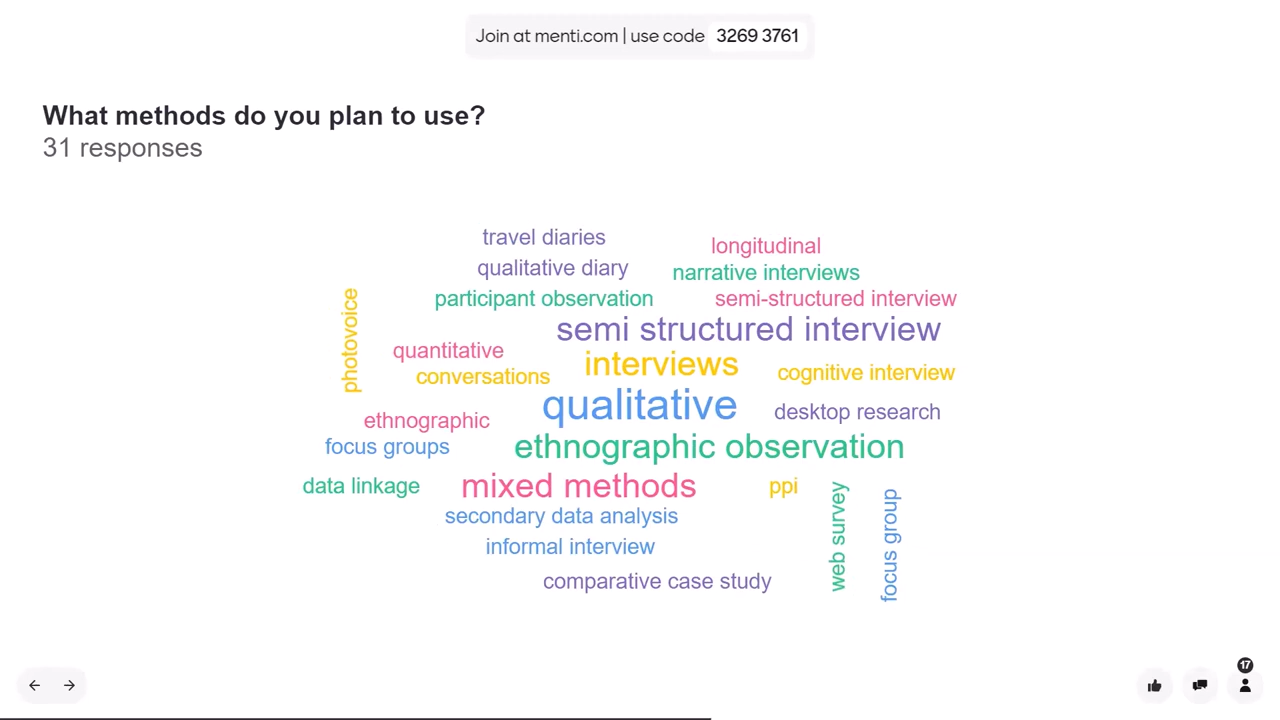 Join at menti.com | use code 3269 3761
What methods do you plan to use?
31 responses
travel diaries
longitudinal
qualitative diary
narrative interviews
participant observation
semi-structured interview
photovoice
semi structured interview
quantitative
interviews
conversations
cognitive interview
qualitative
desktop research
ethnographic
focus groups
ethnographic observation
data linkage
mixed methods
ppi
web survey
focus group
secondary data analysis
informal interview
comparative case study
17